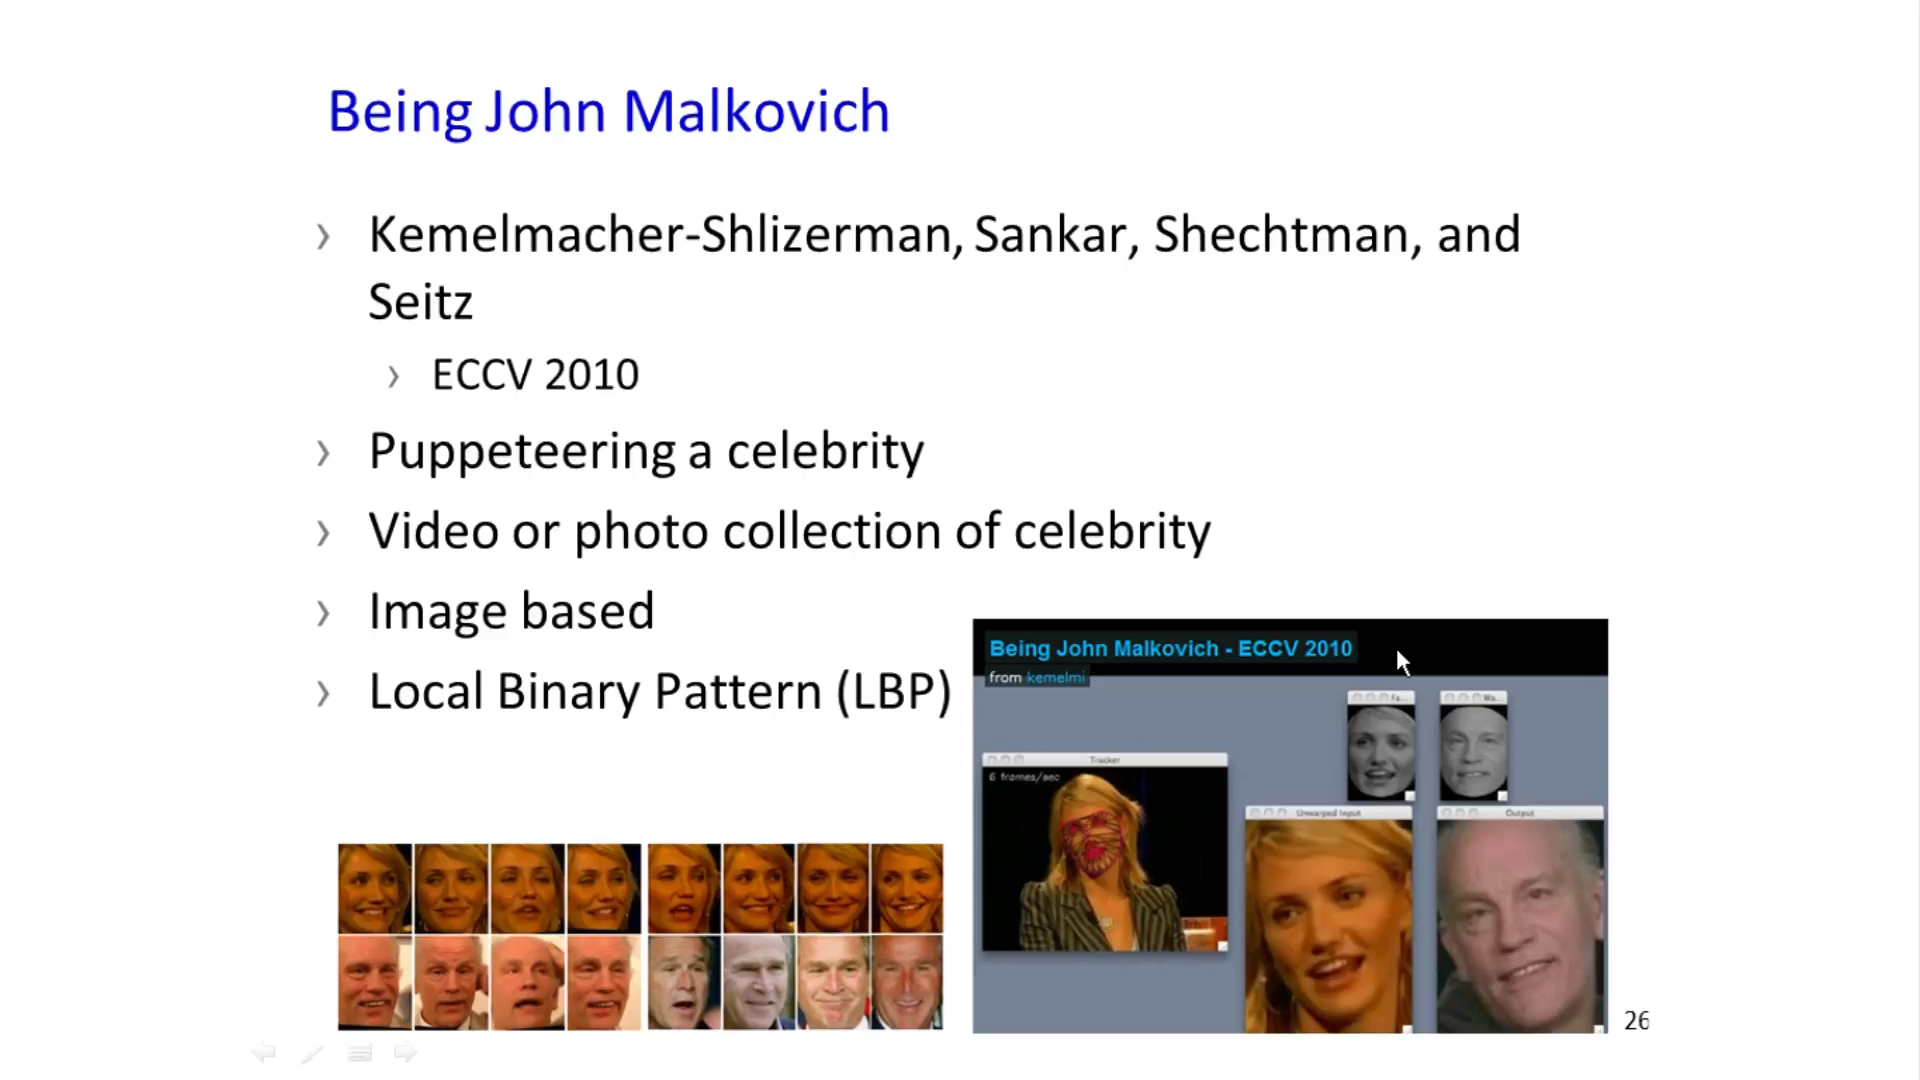 Being John Malkovich
› Kemelmacher-Shlizerman, Sankar, Shechtman, and
Seitz
› ECCV 2010
› Puppeteering a celebrity
› Video or photo collection of celebrity
› Image based
› Local Binary Pattern (LBP)
Being John Malkovich - ECCV 2010
from kemelmi
Fa...
Wa...
Tracker
6 frames/sec
Unwarped Input
Output
26